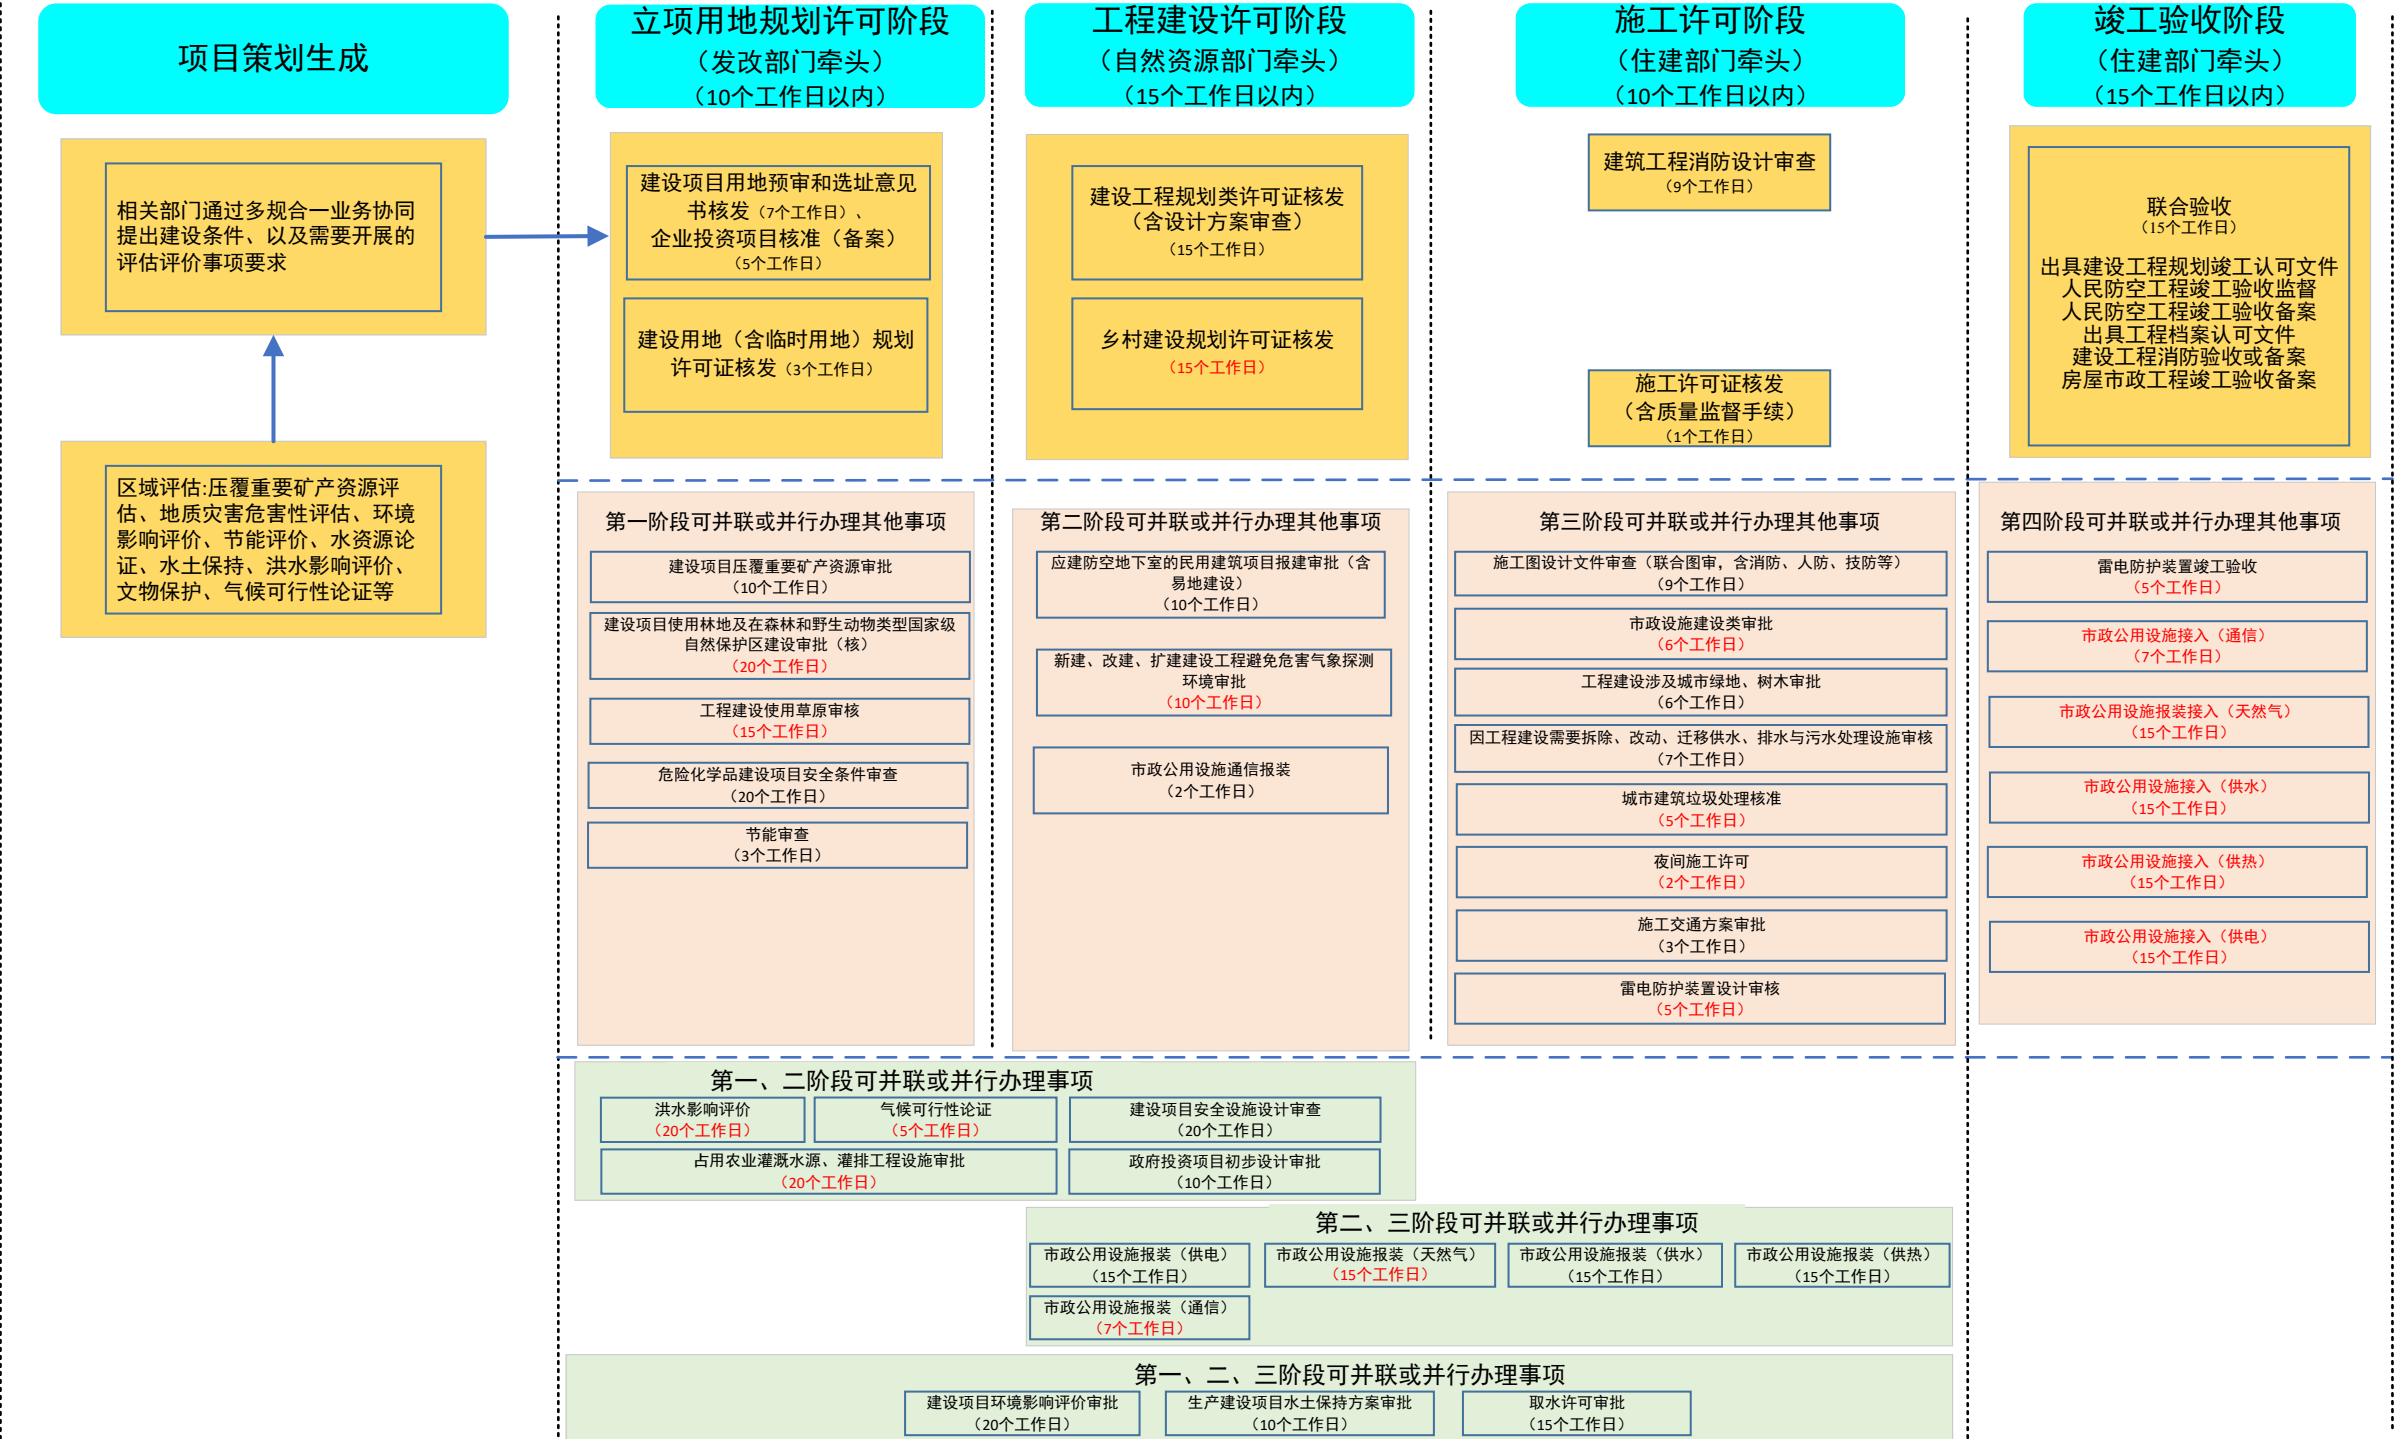 项目策划生成
立项用地规划许可阶段
（发改部门牵头）
（10个工作日以内）
工程建设许可阶段
（自然资源部门牵头）
（15个工作日以内）
施工许可阶段
（住建部门牵头）
（10个工作日以内）
竣工验收阶段
（住建部门牵头）
（15个工作日以内）
相关部门通过多规合一业务协同
提出建设条件、以及需要开展的
评估评价事项要求
区域评估:压覆重要矿产资源评
估、地质灾害危害性评估、环境
影响评价、节能评价、水资源论
证、水土保持、洪水影响评价、
文物保护、气候可行性论证等
建设项目用地预审和选址意见
书核发（7个工作日）、
企业投资项目核准（备案）
（5个工作日）
建设用地（含临时用地）规划
许可证核发（3个工作日）
建设工程规划类许可证核发
（含设计方案审查）
（15个工作日）
乡村建设规划许可证核发
（15个工作日）
建筑工程消防设计审查
（9个工作日）
施工许可证核发
（含质量监督手续）
（1个工作日）
联合验收
（15个工作日）
出具建设工程规划竣工认可文件
人民防空工程竣工验收监督
人民防空工程竣工验收备案
出具工程档案认可文件
建设工程消防验收或备案
房屋市政工程竣工验收备案
第一阶段可并联或并行办理其他事项
建设项目压覆重要矿产资源审批
（10个工作日）
建设项目使用林地及在森林和野生动物类型国家级
自然保护区建设审批（核）
（20个工作日）
工程建设使用草原审核
（15个工作日）
危险化学品建设项目安全条件审查
（20个工作日）
节能审查
（3个工作日）
第二阶段可并联或并行办理其他事项
应建防空地下室的民用建筑项目报建审批（含
易地建设）
（10个工作日）
新建、改建、扩建建设工程避免危害气象探测
环境审批
（10个工作日）
市政公用设施通信报装
（2个工作日）
第三阶段可并联或并行办理其他事项
施工图设计文件审查（联合图审，含消防、人防、技防等）
（9个工作日）
市政设施建设类审批
（6个工作日）
工程建设涉及城市绿地、树木审批
（6个工作日）
因工程建设需要拆除、改动、迁移供水、排水与污水处理设施审核
（7个工作日）
城市建筑垃圾处理核准
（5个工作日）
夜间施工许可
（2个工作日）
施工交通方案审批
（3个工作日）
雷电防护装置设计审核
（5个工作日）
第四阶段可并联或并行办理其他事项
雷电防护装置竣工验收
（5个工作日）
市政公用设施接入（通信）
（7个工作日）
市政公用设施报装接入（天然气）
（15个工作日）
市政公用设施接入（供水）
（15个工作日）
市政公用设施接入（供热）
（15个工作日）
市政公用设施接入（供电）
（15个工作日）
第一、二阶段可并联或并行办理事项
洪水影响评价
（20个工作日）
气候可行性论证
（5个工作日）
建设项目安全设施设计审查
（20个工作日）
占用农业灌溉水源、灌排工程设施审批
（20个工作日）
政府投资项目初步设计审批
（10个工作日）
第二、三阶段可并联或并行办理事项
市政公用设施报装（供电）
（15个工作日）
市政公用设施报装（天然气）
（15个工作日）
市政公用设施报装（供水）
（15个工作日）
市政公用设施报装（供热）
（15个工作日）
市政公用设施报装（通信）
（7个工作日）
第一、二、三阶段可并联或并行办理事项
建设项目环境影响评价审批
（20个工作日）
生产建设项目水土保持方案审批
（10个工作日）
取水许可审批
（15个工作日）